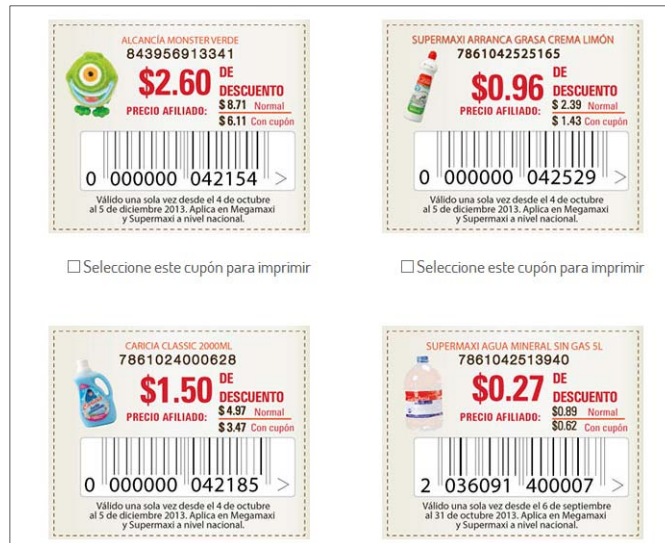 ALCANCÍA MONSTER VERDE
843956913341
$2.60 DE DESCUENTO
PRECIO AFILIADO: $ 8.71 Normal
$ 6.11 Con cupón
0 000000 042154 >
Válido una sola vez desde el 4 de octubre
al 5 de diciembre 2013. Aplica en Megamaxi
y Supermaxi a nivel nacional.
Seleccione este cupón para imprimir
SUPERMAXI ARRANCA GRASA CREMA LIMÓN
7861042525165
$0.96 DE DESCUENTO
PRECIO AFILIADO: $ 2.39 Normal
$ 1.43 Con cupón
0 000000 042529 >
Válido una sola vez desde el 4 de octubre
al 5 de diciembre 2013. Aplica en Megamaxi
y Supermaxi a nivel nacional.
Seleccione este cupón para imprimir
CARICIA CLASSIC 2000ML
7861024000628
$1.50 DE DESCUENTO
PRECIO AFILIADO: $ 4.97 Normal
$ 3.47 Con cupón
0 000000 042185 >
Válido una sola vez desde el 4 de octubre
al 5 de diciembre 2013. Aplica en Megamaxi
y Supermaxi a nivel nacional.
SUPERMAXI AGUA MINERAL SIN GAS 5L
7861042513940
$0.27 DE DESCUENTO
PRECIO AFILIADO: $0.89 Normal
$0.62 Con cupón
2 036091 400007 >
Válido una sola vez desde el 6 de septiembre
al 31 de octubre 2013. Aplica en Megamaxi
y Supermaxi a nivel nacional.